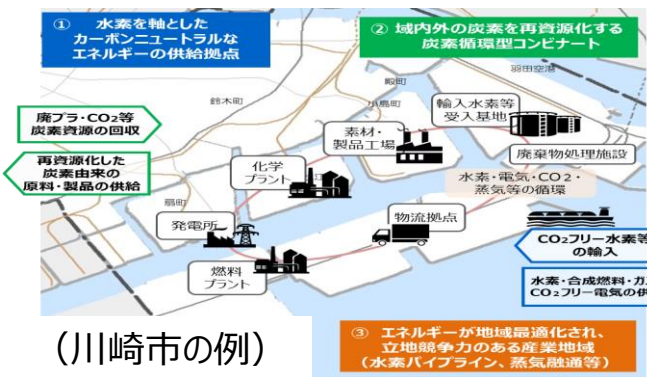 ① 水素を軸とした
カーボンニュートラルな
エネルギーの供給拠点
② 域内外の炭素を再資源化する
炭素循環型コンビナート
羽田空港
殿町
鈴木町
小島町
廃プラ・CO₂等
炭素資源の回収
輸入水素等
受入基地
素材・
製品工場
再資源化した
炭素由来の
原料・製品の供給
化学
プラント
廃棄物処理施設
水素・電気・CO2・
蒸気等の循環
扇町
発電所
物流拠点
CO₂フリー水素等
の輸入
燃料
プラント
水素・合成燃料・ガ
CO₂フリー電気の供
(川崎市の例)
③ エネルギーが地域最適化され、
立地競争力のある産業地域
(水素パイプライン、蒸気融通等)